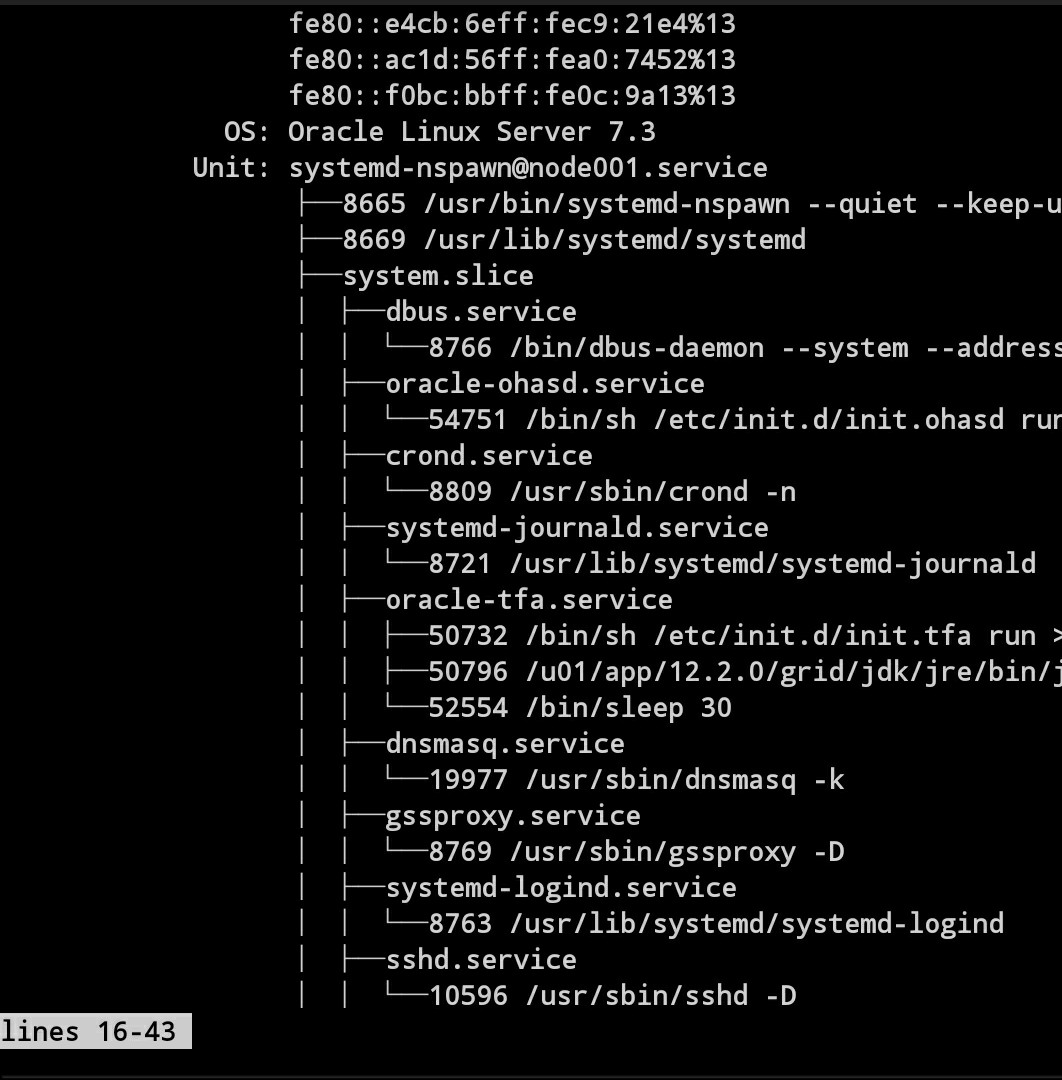 fe80::e4cb:6eff:fec9:21e4%13
fe80::ac1d:56ff:fea0:7452%13
fe80::f0bc:bbff:fe0c:9a13%13
OS: Oracle Linux Server 7.3
Unit: systemd-nspawn@node001.service
├─8665 /usr/bin/systemd-nspawn --quiet --keep-u
├─8669 /usr/lib/systemd/systemd
├─system.slice
│ ├─dbus.service
│ │ └─8766 /bin/dbus-daemon --system --address
│ ├─oracle-ohasd.service
│ │ └─54751 /bin/sh /etc/init.d/init.ohasd run
│ ├─crond.service
│ │ └─8809 /usr/sbin/crond -n
│ ├─systemd-journald.service
│ │ └─8721 /usr/lib/systemd/systemd-journald
│ ├─oracle-tfa.service
│ │ ├─50732 /bin/sh /etc/init.d/init.tfa run >
│ │ ├─50796 /u01/app/12.2.0/grid/jdk/jre/bin/j
│ │ └─52554 /bin/sleep 30
│ ├─dnsmasq.service
│ │ └─19977 /usr/sbin/dnsmasq -k
│ ├─gssproxy.service
│ │ └─8769 /usr/sbin/gssproxy -D
│ ├─systemd-logind.service
│ │ └─8763 /usr/lib/systemd/systemd-logind
│ ├─sshd.service
│ │ └─10596 /usr/sbin/sshd -D
lines 16-43